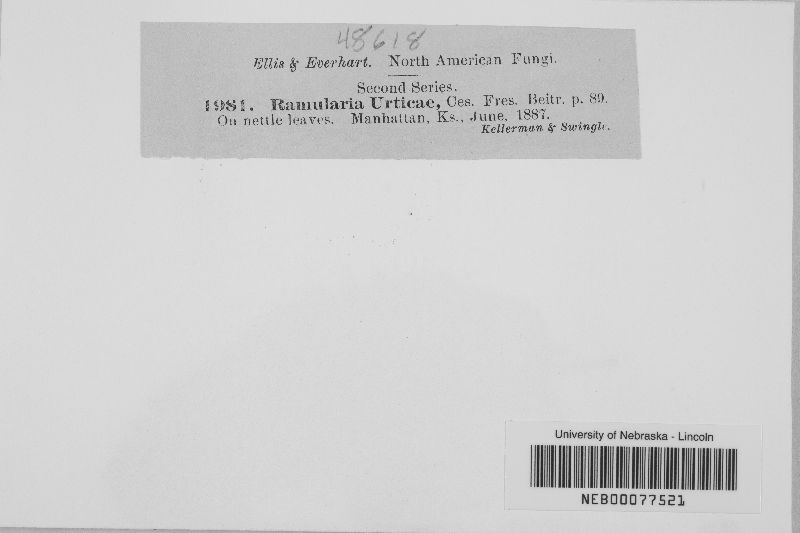 48618
Ellis & Everhart. North American Fungi.
Second Series.
1981. Ramularia Urticae, Ces. Fres. Beitr. p. 89.
On nettle leaves. Manhattan, Ks., June, 1887.
Kellerman & Swingle.
University of Nebraska - Lincoln
NEB00077521